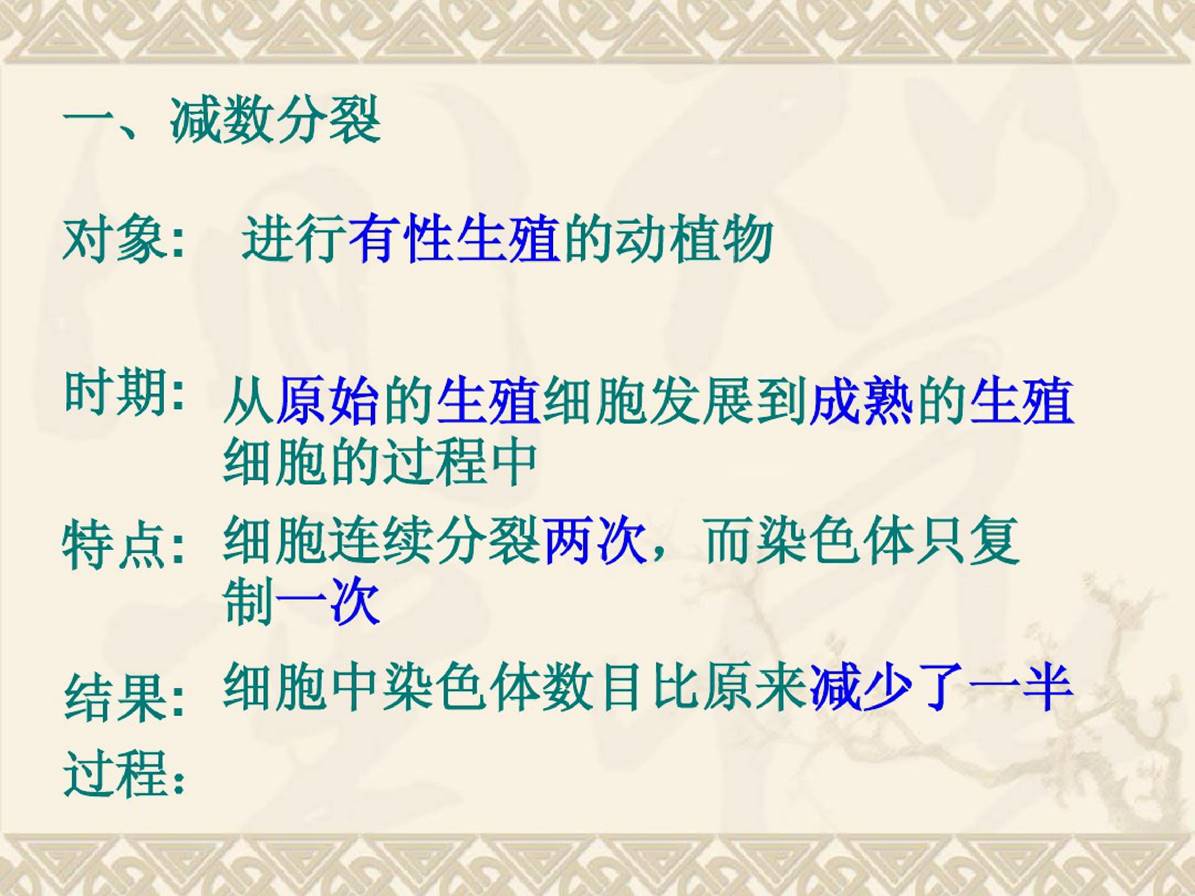 一、减数分裂
对象: 进行有性生殖的动植物
时期: 从原始的生殖细胞发展到成熟的生殖
细胞的过程中
特点: 细胞连续分裂两次，而染色体只复
制一次
结果: 细胞中染色体数目比原来减少了一半
过程：